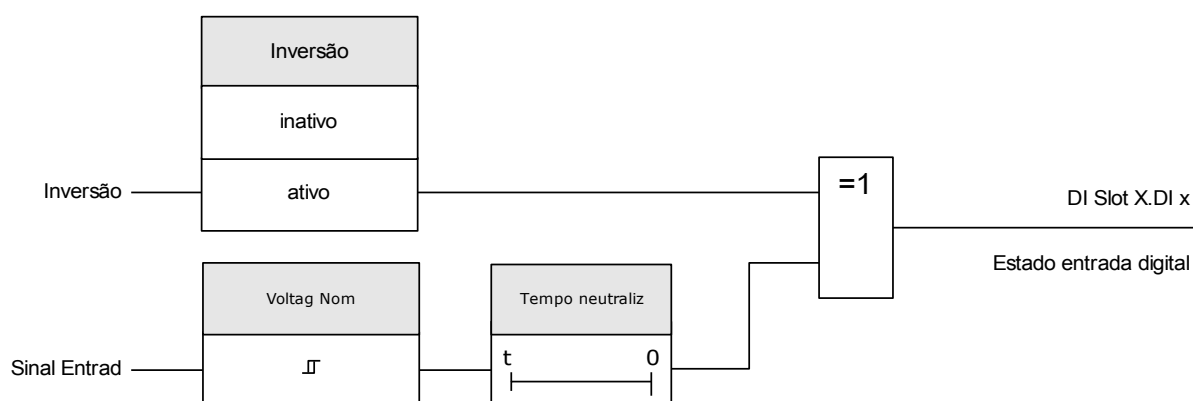 Inversão
inativo
Inversão
ativo
=1
DI Slot X.DI x
Estado entrada digital
Voltag Nom
Tempo neutraliz
Sinal Entrad
t
0